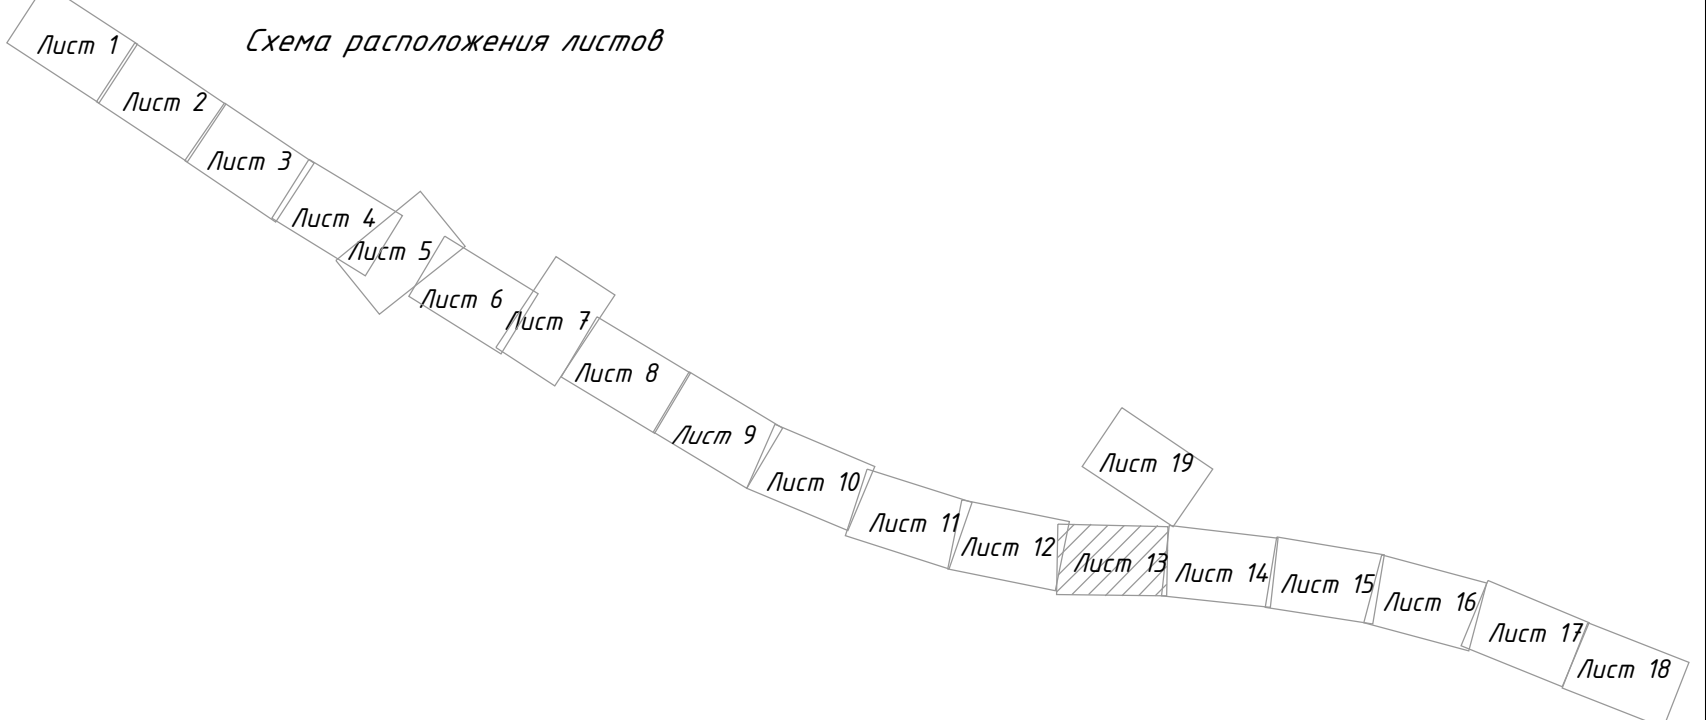 Схема расположения листов
Лист 1
Лист 2
Лист 3
Лист 4
Лист 5
Лист 6
Лист 7
Лист 8
Лист 9
Лист 10
Лист 11
Лист 12
Лист 13
Лист 14
Лист 15
Лист 16
Лист 17
Лист 18
Лист 19